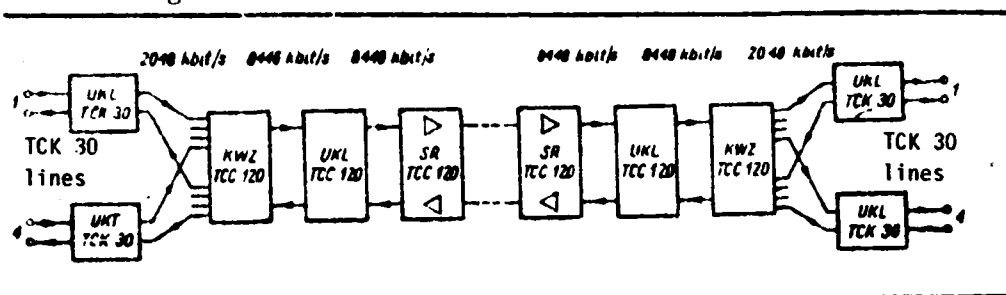 2048 kbit/s 8448 kbit/s 8448 kbit/s 8448 kbit/s 8448 kbit/s 2048 kbit/s
1
UKL
TCK 30
TCK 30
lines
4
UKT
TCK 30
KWZ
TCC 120
UKL
TCC 120
SR
TCC 120
SR
TCC 120
UKL
TCC 120
KWZ
TCC 120
UKL
TCK 30
1
TCK 30
lines
UKL
TCK 30
4